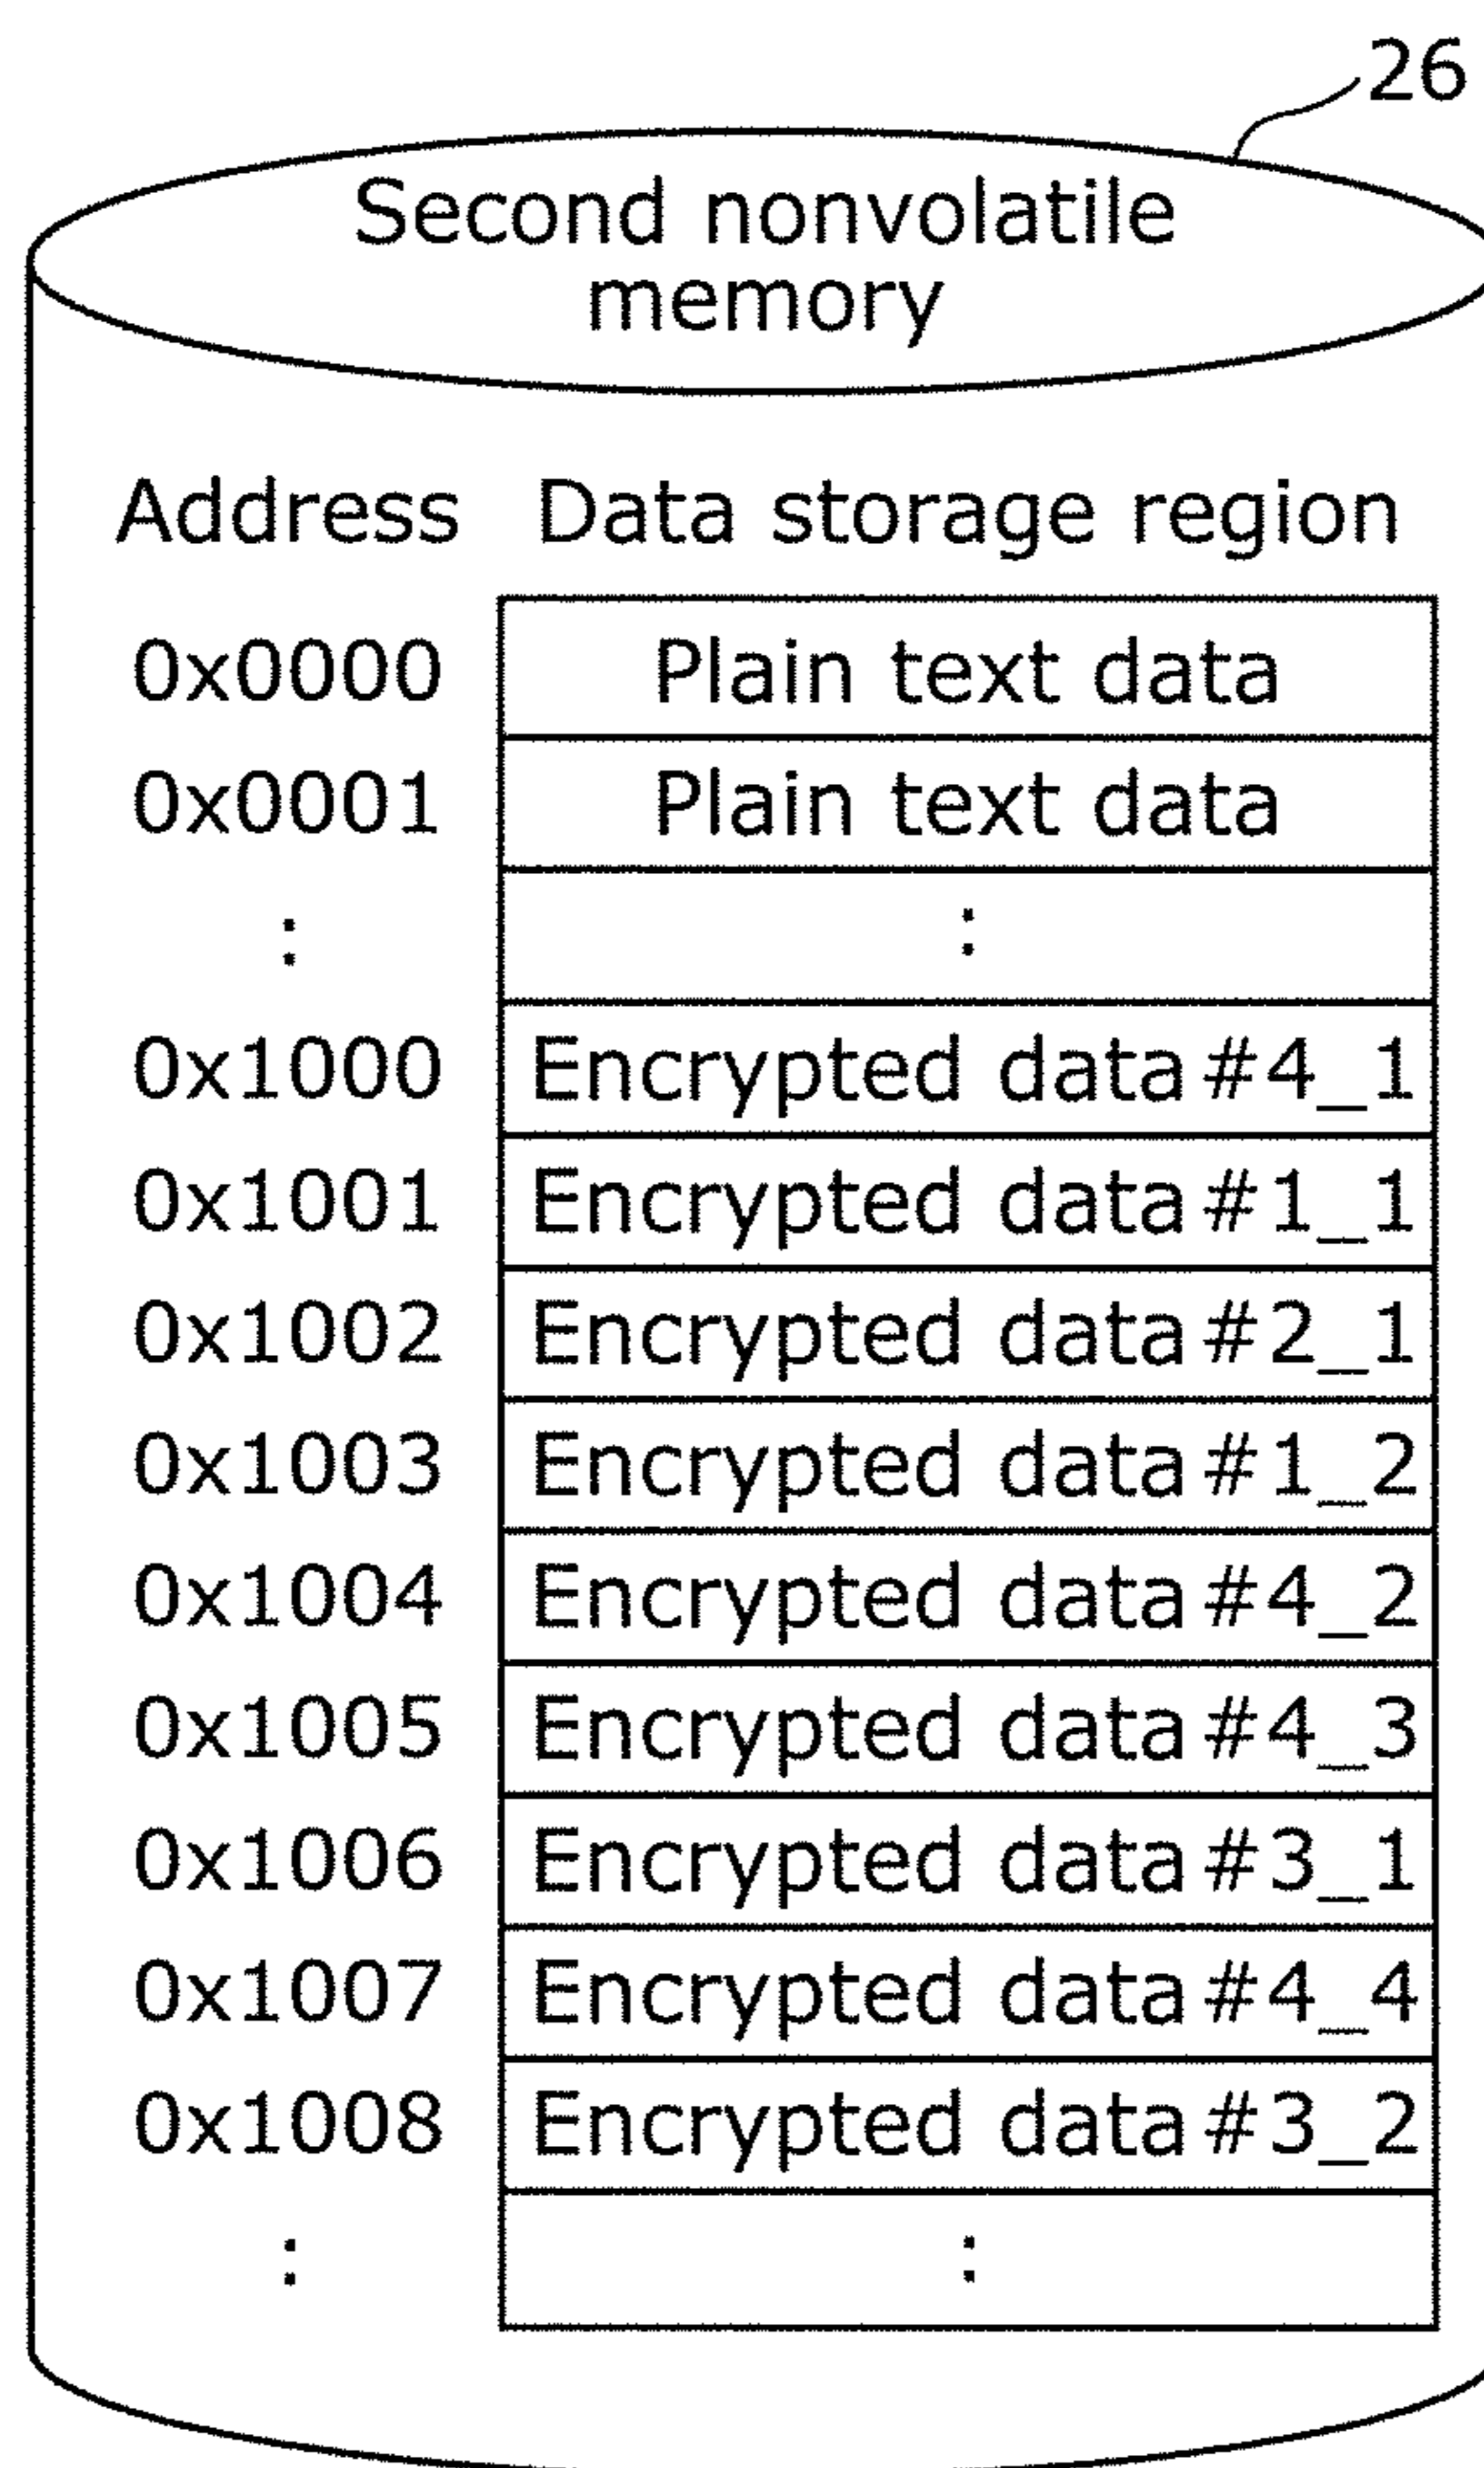 26
Second nonvolatile
memory
Address Data storage region
0x0000 Plain text data
0x0001 Plain text data
: :
0x1000 Encrypted data #4_1
0x1001 Encrypted data #1_1
0x1002 Encrypted data #2_1
0x1003 Encrypted data #1_2
0x1004 Encrypted data #4_2
0x1005 Encrypted data #4_3
0x1006 Encrypted data #3_1
0x1007 Encrypted data #4_4
0x1008 Encrypted data #3_2
: :